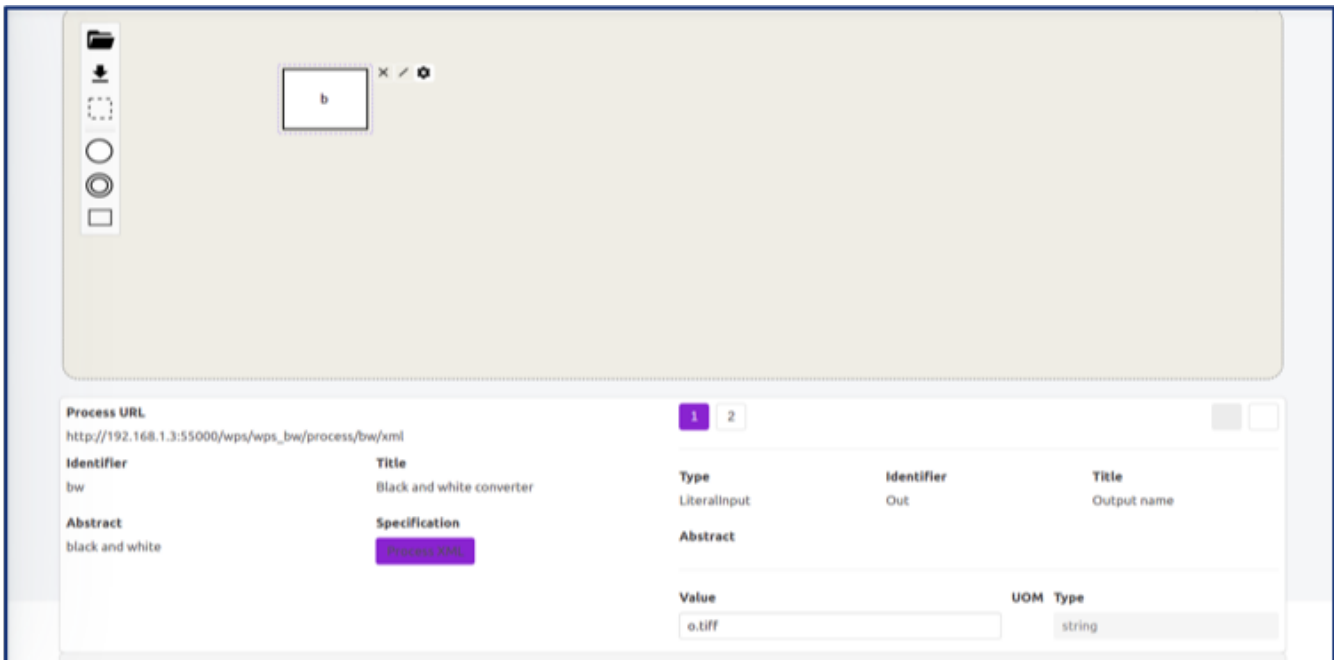 b
Process URL
http://192.168.1.3:55000/wps/wps_bw/process/bw/xml
Identifier Title
bw Black and white converter
Abstract Specification
black and white Process XML
1 2
Type Identifier Title
LiteralInput Out Output name
Abstract
Value UOM Type
o.tiff string